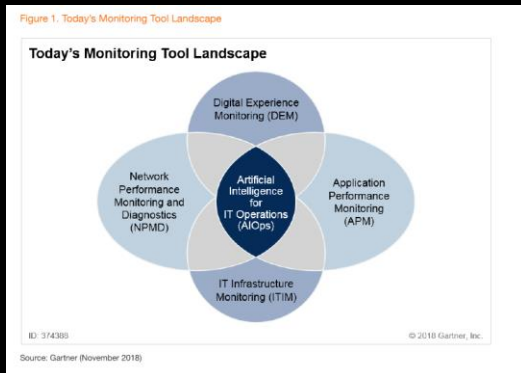 Figure 1. Today's Monitoring Tool Landscape
Today's Monitoring Tool Landscape
Digital Experience
Monitoring (DEM)
Network
Performance
Monitoring and
Diagnostics
(NPMD)
Artificial
Intelligence
for
IT Operations
(AIOps)
Application
Performance
Monitoring
(APM)
IT Infrastructure
Monitoring (ITIM)
ID: 374388
© 2018 Gartner, Inc.
Source: Gartner (November 2018)